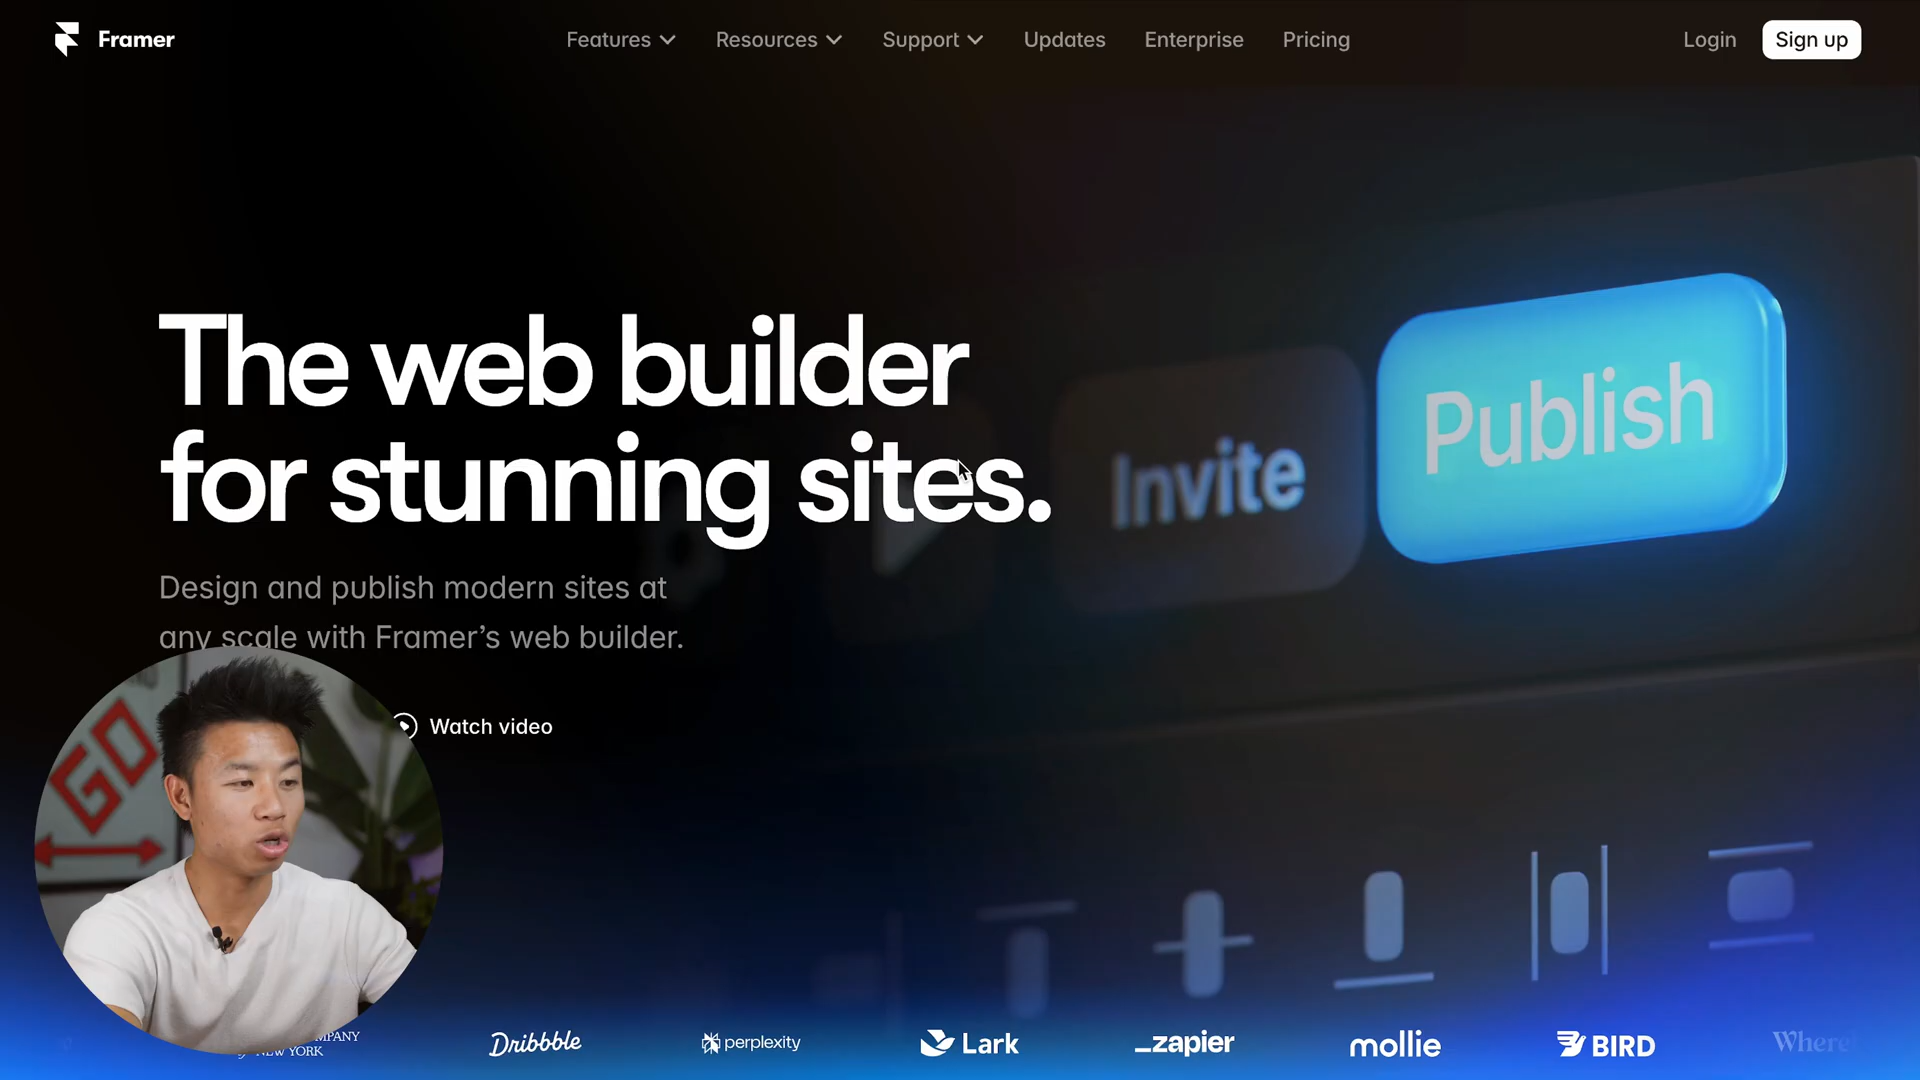 Framer
Features
Resources
Support
Updates
Enterprise
Pricing
Login
Sign up
The web builder
for stunning sites.
Publish
Invite
Design and publish modern sites at
any scale with Framer’s web builder.
Watch video
GO
NEW YORK
Dribbble
perplexity
Lark
zapier
mollie
BIRD